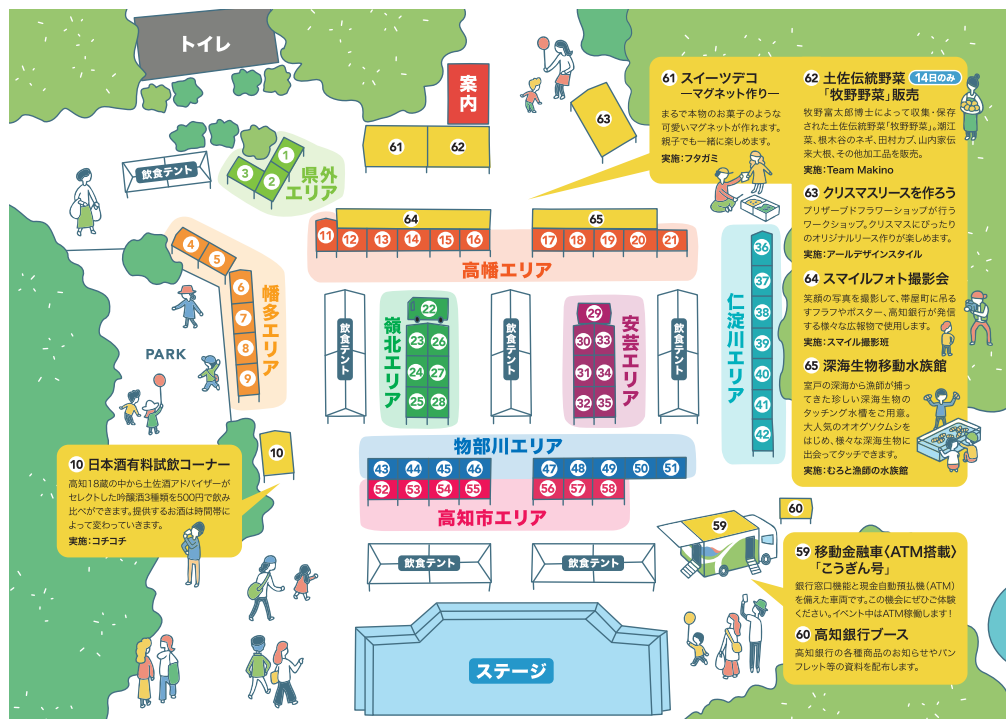 トイレ
案内
飲食テント
県外
エリア
1
2
3
61
62
63
4
5
6
7
8
9
幡多エリア
64
65
11
12
13
14
15
16
17
18
19
20
21
高幡エリア
飲食テント
22
23
26
24
27
25
28
嶺北エリア
飲食テント
29
30
33
31
34
32
35
安芸エリア
飲食テント
36
37
38
39
40
41
42
仁淀川エリア
PARK
10
物部川エリア
43
44
45
46
47
48
49
50
51
52
53
54
55
56
57
58
高知市エリア
飲食テント
飲食テント
59
60
ステージ
10 日本酒有料試飲コーナー
高知18蔵の中から土佐酒アドバイザーが
セレクトした吟醸酒3種類を500円で飲み
比べができます。提供するお酒は時間帯に
よって変わっていきます。
実施:コチコチ
61 スイーツデコ
―マグネット作り―
まるで本物のお菓子のような
可愛いマグネットが作れます。
親子でも一緒に楽しめます。
実施:フタガミ
62 土佐伝統野菜 14日のみ
「牧野野菜」販売
牧野富太郎博士によって収集・保存
された土佐伝統野菜「牧野野菜」。潮江
菜、根木谷のネギ、田村カブ、山内家伝
来大根、その他加工品を販売。
実施:Team Makino
63 クリスマスリースを作ろう
プリザーブドフラワーショップが行う
ワークショップ。クリスマスにぴったり
のオリジナルリース作りが楽しめます。
実施:アールデザインスタイル
64 スマイルフォト撮影会
笑顔の写真を撮影して、帯屋町に吊る
すフラフやポスター、高知銀行が発信
する様々な広報物で使用します。
実施:スマイル撮影班
65 深海生物移動水族館
室戸の深海から漁師が捕っ
てきた珍しい深海生物の
タッチング水槽をご用意。
大人気のオオグソクムシを
はじめ、様々な深海生物に
出会ってタッチできます。
実施:むろと漁師の水族館
59 移動金融車〈ATM搭載〉
「こうぎん号」
銀行窓口機能と現金自動預払機(ATM)
を備えた車両です。この機会にぜひご体験
ください。イベント中はATM稼働します!
60 高知銀行ブース
高知銀行の各種商品のお知らせやパン
フレット等の資料を配布します。